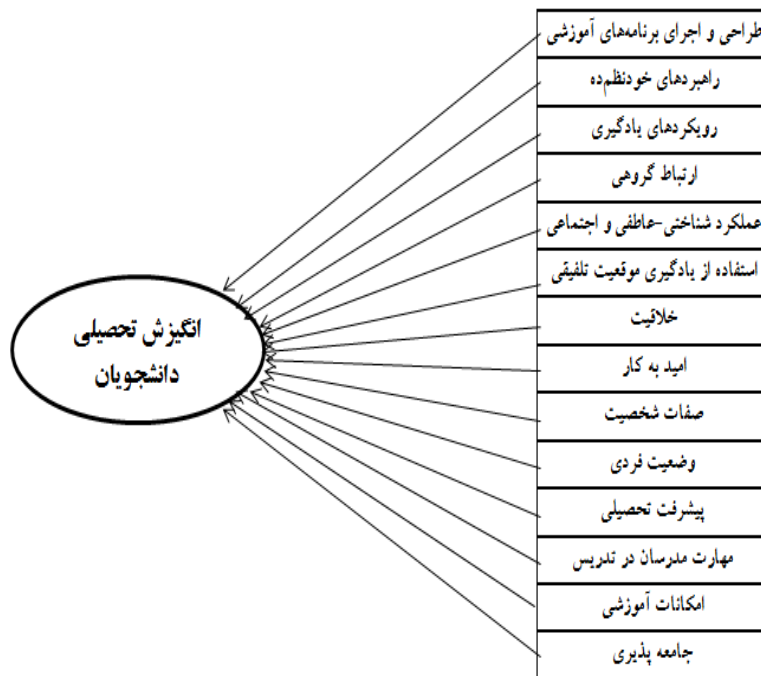 طراحی و اجرای برنامه‌های آموزشی
راهبردهای خودنظم‌ده
رویکردهای یادگیری
ارتباط گروهی
عملکرد شناختی-عاطفی و اجتماعی
استفاده از یادگیری موقعیت تلفیقی
خلاقیت
امید به کار
صفات شخصیت
وضعیت فردی
پیشرفت تحصیلی
مهارت مدرسان در تدریس
امکانات آموزشی
جامعه پذیری
انگیزش تحصیلی
دانشجویان